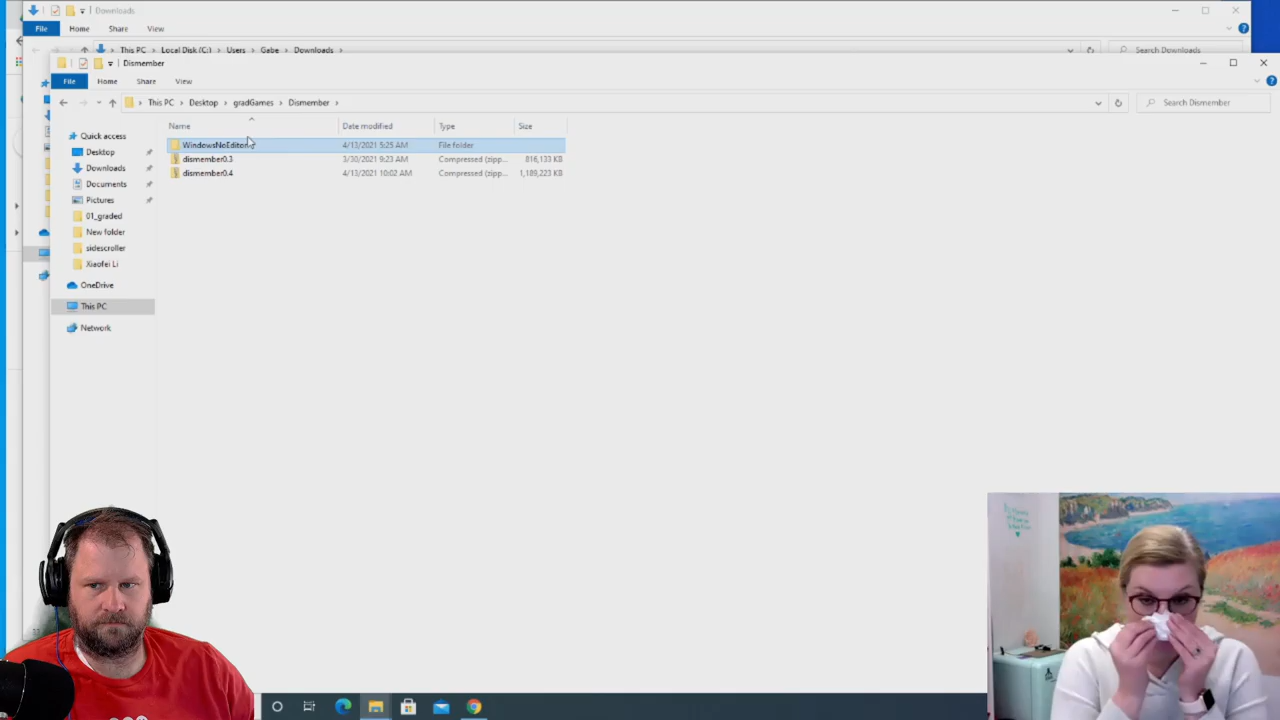 Downloads
File Home Share View
This PC Local Disk (C:) Users Gabe Downloads Search Downloads
Dismember
File Home Share View
This PC Desktop gradGames Dismember Search Dismember
Name Date modified Type Size
Quick access
Desktop
Downloads
Documents
Pictures
01_graded
New folder
sidescroller
Xiaofei Li
OneDrive
This PC
Network
WindowsNoEditor 4/13/2021 5:25 AM File folder
dismember0.3 3/30/2021 9:23 AM Compressed (zipp... 816,133 KB
dismember0.4 4/13/2021 10:02 AM Compressed (zipp... 1,189,223 KB